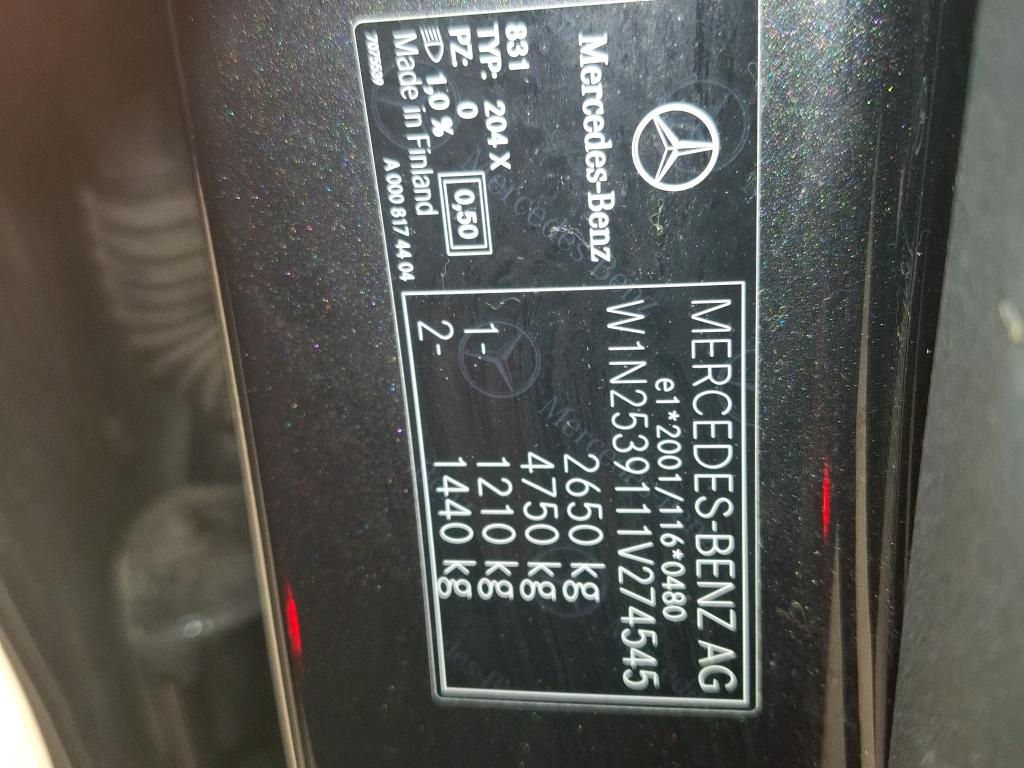 Mercedes-Benz
831
TYP: 204 X
PZ: 0
1,0 %
0,50
Made in Finland
A 000 817 44 04
MERCEDES-BENZ AG
e1*2001/116*0480
W1N2539111V274545
2650 kg
4750 kg
1- 1210 kg
2- 1440 kg